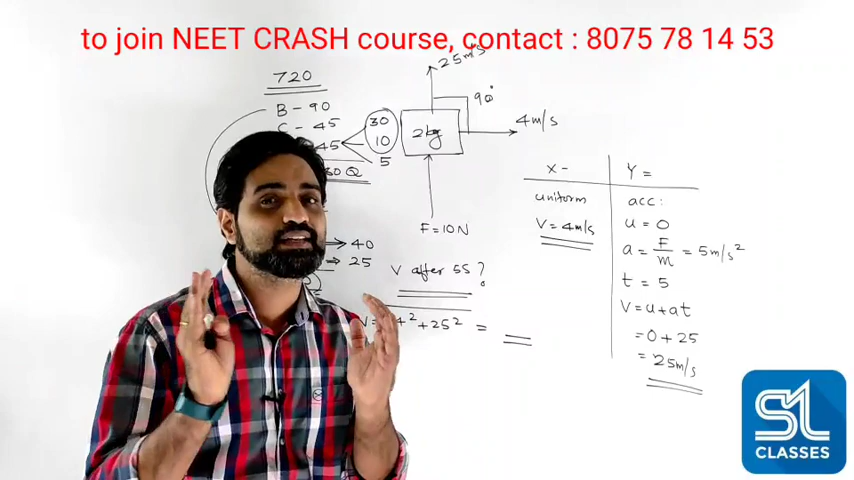 to join NEET CRASH course, contact : 8075 78 14 53
720
B - 90
C - 45
45
30
10
5
60 Q
→ 40
⇒ 25
25 m/s
90°
2kg
4 m/s
F = 10N
V after 5S ?
V = 4² + 25² =
X -
uniform
V = 4m/s
Y =
acc:
u = 0
a = F/m = 5m/s²
t = 5
V = u + at
= 0 + 25
= 25m/s
SL
CLASSES